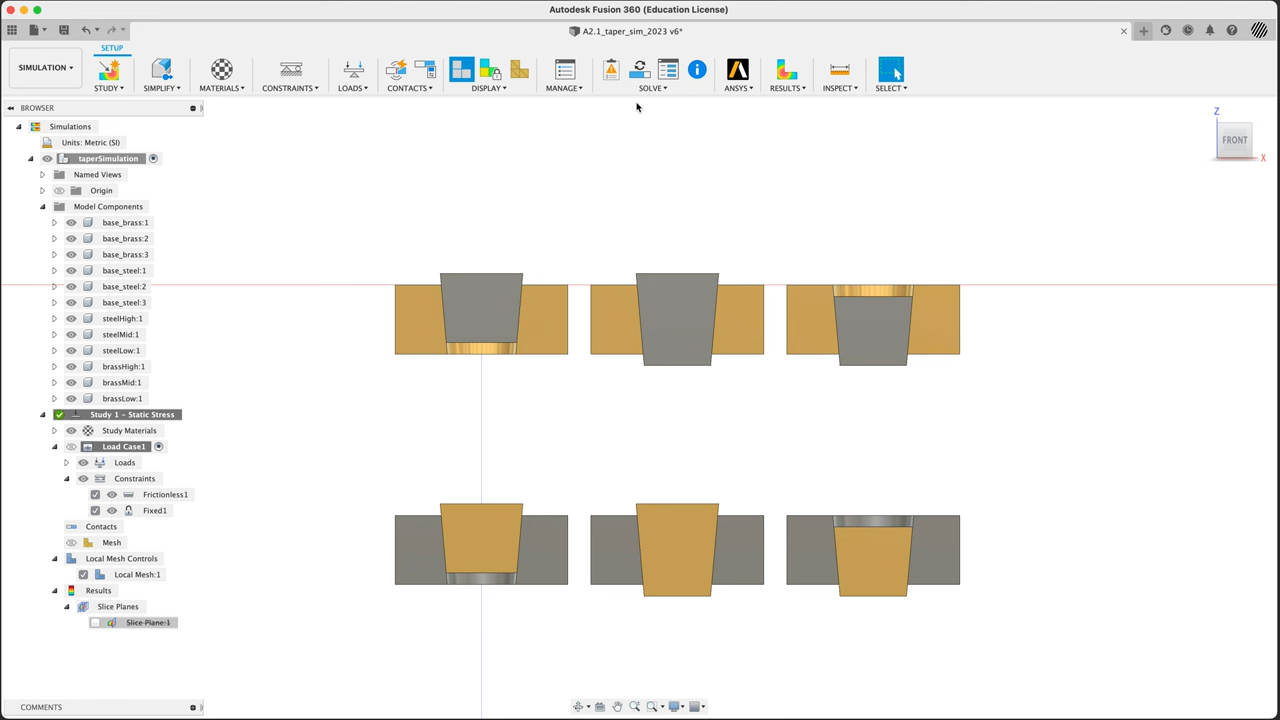 Autodesk Fusion 360 (Education License)
A2.1_taper_sim_2023 v6*
SETUP
SIMULATION
STUDY
SIMPLIFY
MATERIALS
CONSTRAINTS
LOADS
CONTACTS
DISPLAY
MANAGE
SOLVE
ANSYS
RESULTS
INSPECT
SELECT
BROWSER
Simulations
Units: Metric (SI)
taperSimulation
Named Views
Origin
Model Components
base_brass:1
base_brass:2
base_brass:3
base_steel:1
base_steel:2
base_steel:3
steelHigh:1
steelMid:1
steelLow:1
brassHigh:1
brassMid:1
brassLow:1
Study 1 - Static Stress
Study Materials
Load Case1
Loads
Constraints
Frictionless1
Fixed1
Contacts
Mesh
Local Mesh Controls
Local Mesh:1
Results
Slice Planes
Slice Plane:1
Z
FRONT
X
COMMENTS